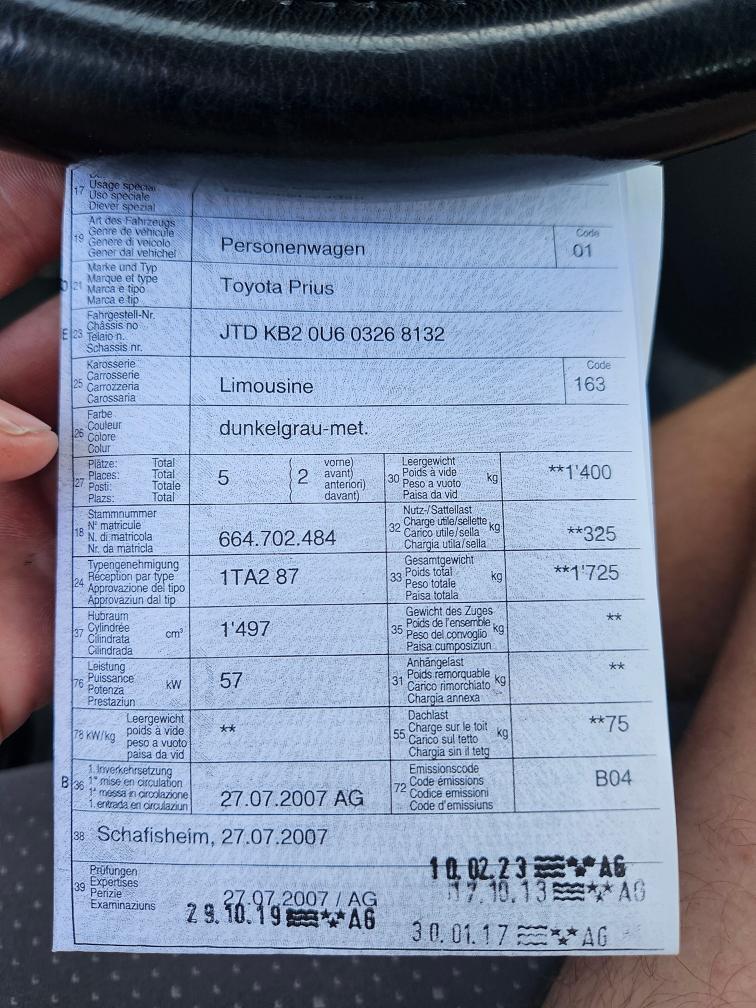 17 Usage spécial
Uso speciale
Diever spezial
19 Art des Fahrzeugs
Genre de véhicule
Genere di veicolo
Gener dal vehichel
Personenwagen
Code
01
D 21 Marke und Typ
Marque et type
Marca e tipo
Marca e tip
Toyota Prius
E 23 Fahrgestell-Nr.
Châssis no
Telaio n.
Schassis nr.
JTD KB2 0U6 0326 8132
25 Karosserie
Carrosserie
Carrozzeria
Carossaria
Limousine
Code
163
26 Farbe
Couleur
Colore
Colur
dunkelgrau-met.
27 Plätze: Total
Places: Total
Posti: Totale
Plazs: Total
5 ( 2 vorne)
avant)
anteriori)
davant)
30 Leergewicht
Poids à vide
Peso a vuoto
Paisa da vid
kg
**1'400
18 Stammnummer
N° matricule
N. di matricola
Nr. da matricla
664.702.484
32 Nutz-/Sattellast
Charge utile/sellette
Carico utile/sella
Chargia utila/sella
kg
**325
24 Typengenehmigung
Réception par type
Approvazione del tipo
Approvaziun dal tip
1TA2 87
33 Gesamtgewicht
Poids total
Peso totale
Paisa totala
kg
**1'725
37 Hubraum
Cylindrée
Cilindrata
Cilindrada
cm³
1'497
35 Gewicht des Zuges
Poids de l'ensemble
Peso del convoglio
Paisa cumposiziun
kg
**
76 Leistung
Puissance
Potenza
Prestaziun
kW
57
31 Anhängelast
Poids remorquable
Carico rimorchiato
Chargia annexa
kg
**
78 kW/kg Leergewicht
poids à vide
peso a vuoto
paisa da vid
**
55 Dachlast
Charge sur le toit
Carico sul tetto
Chargia sin il tetg
kg
**75
B 36 1. Inverkehrsetzung
1re mise en circulation
1a messa in circolazione
1. entrada en circulaziun
27.07.2007 AG
72 Emissionscode
Code émissions
Codice emissioni
Code d'emissiuns
B04
38 Schafisheim, 27.07.2007
39 Prüfungen
Expertises
Perizie
Examinaziuns
10.02.23 AG
27.07.2007 / AG
17.10.13 AG
29.10.19 AG
30.01.17 AG